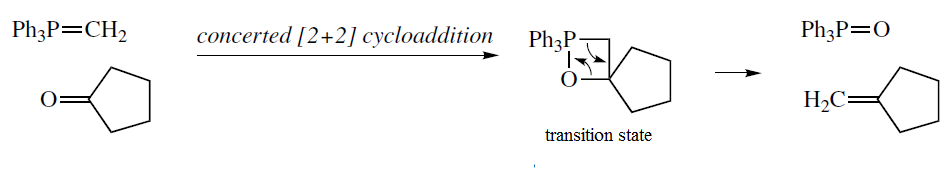 Ph3P=CH2
O
concerted [2+2] cycloaddition
Ph3P
O
transition state
Ph3P=O
H2C